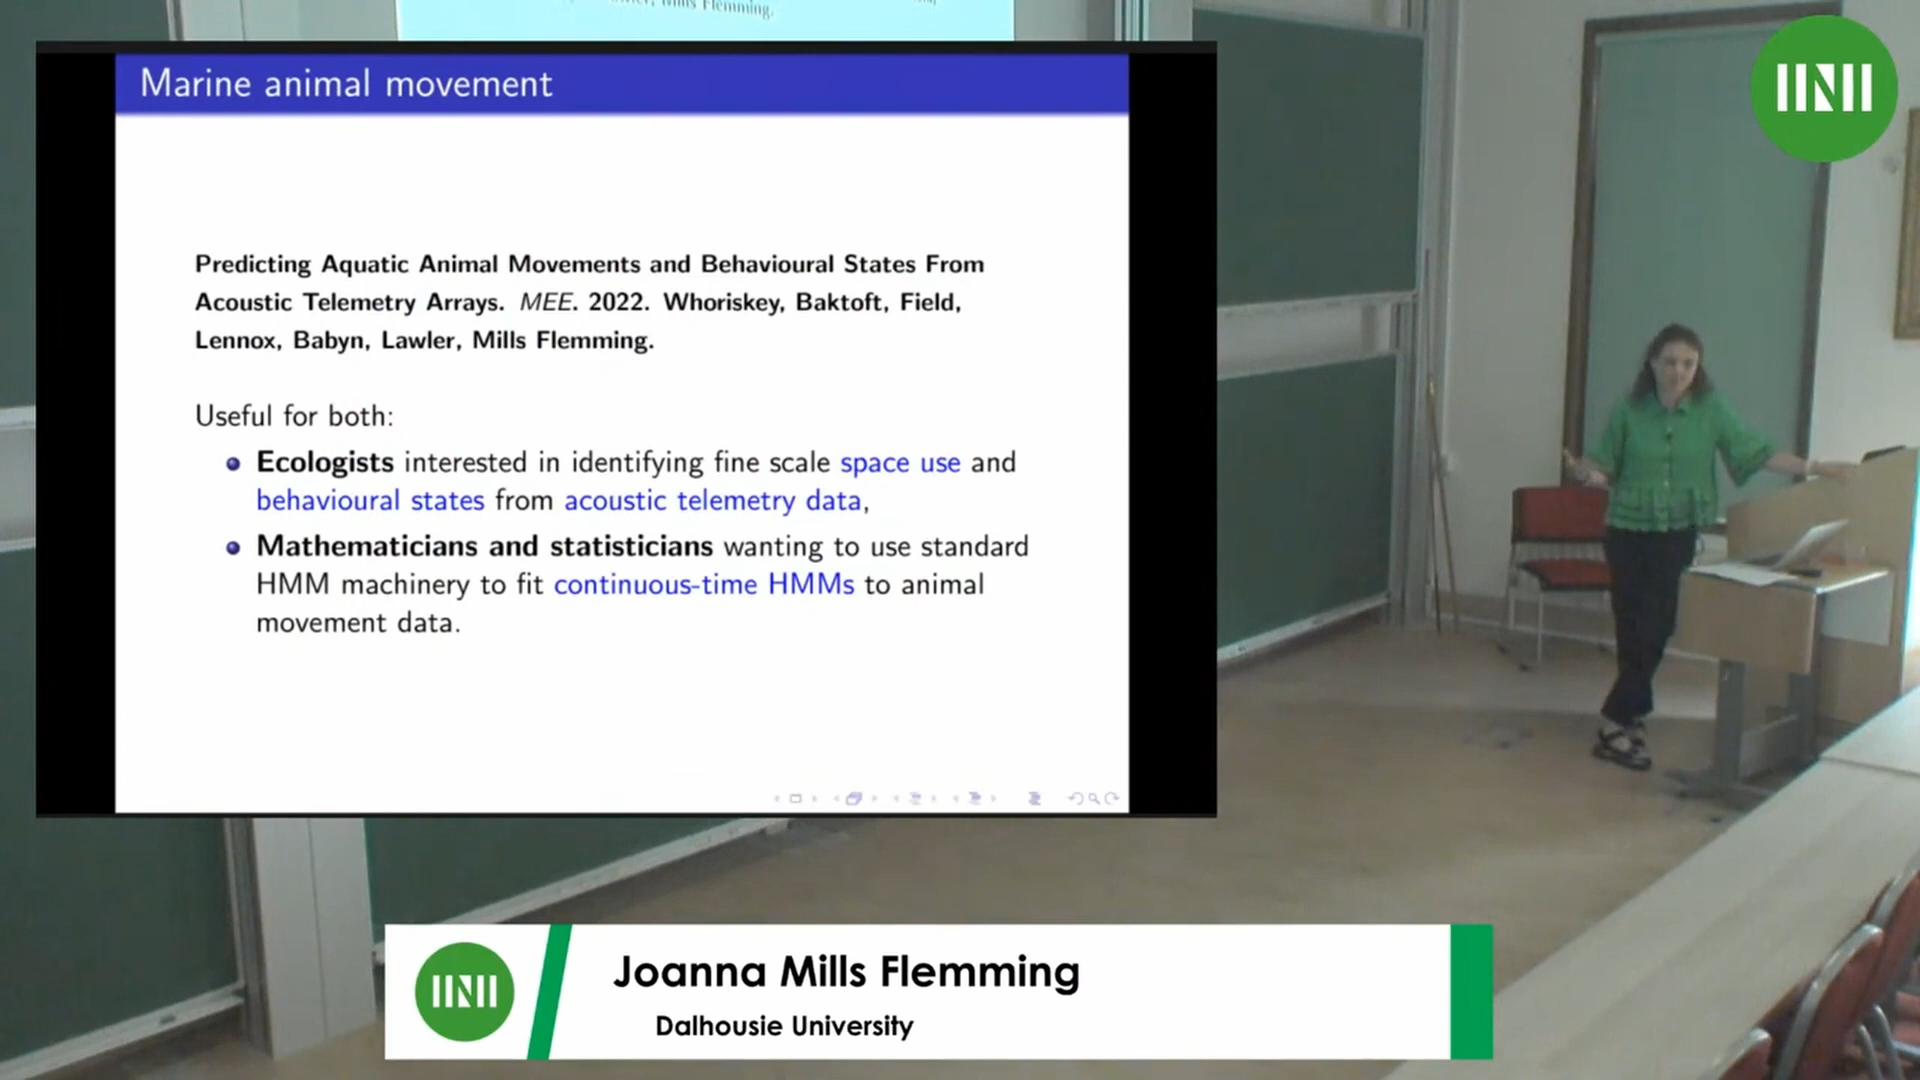 Mills Flemming.
Marine animal movement
Predicting Aquatic Animal Movements and Behavioural States From
Acoustic Telemetry Arrays. MEE. 2022. Whoriskey, Baktoft, Field,
Lennox, Babyn, Lawler, Mills Flemming.
Useful for both:
Ecologists interested in identifying fine scale space use and
behavioural states from acoustic telemetry data,
Mathematicians and statisticians wanting to use standard
HMM machinery to fit continuous-time HMMs to animal
movement data.
Joanna Mills Flemming
Dalhousie University